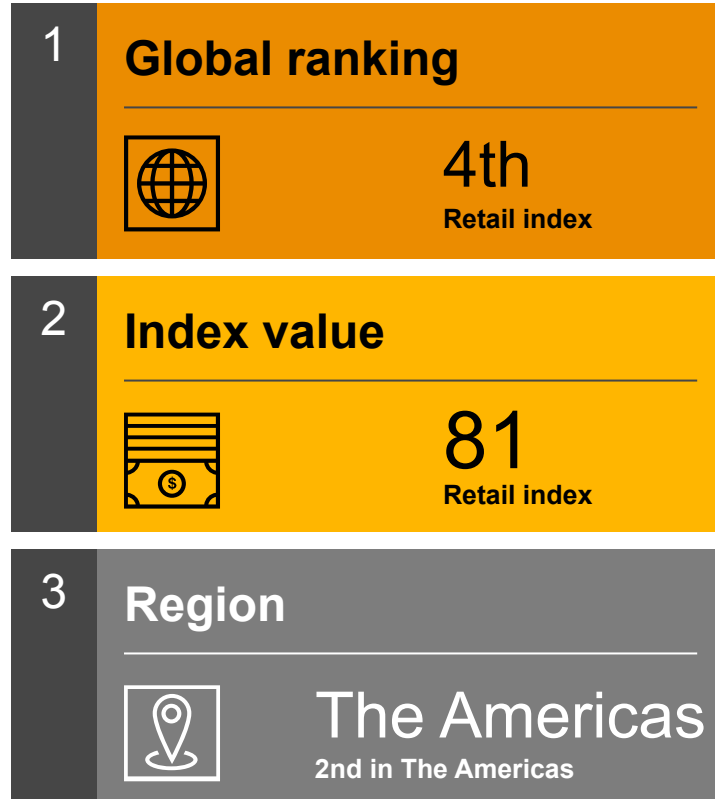 1
Global ranking
4th
Retail index
2
Index value
$
81
Retail index
3
Region
The Americas
2nd in The Americas